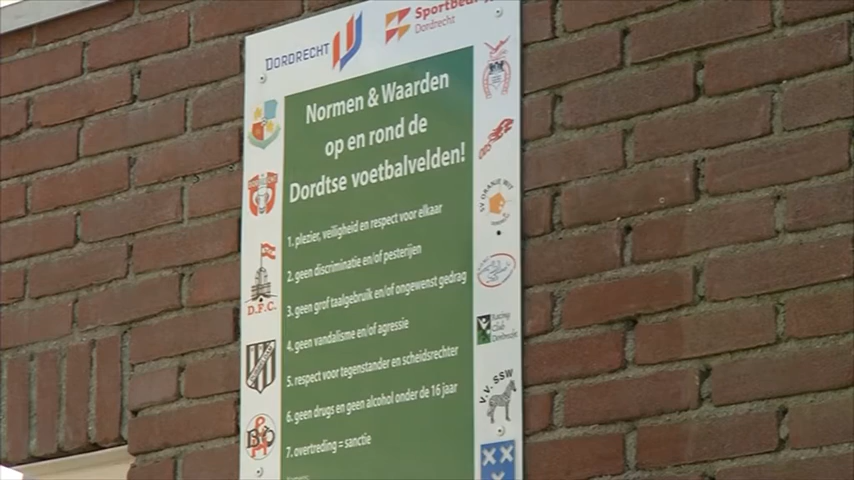 DORDRECHT
Sportbedrijf
Dordrecht
Normen & Waarden
op en rond de
Dordtse voetbalvelden!
1. plezier, veiligheid en respect voor elkaar
2. geen discriminatie en/of pesterijen
3. geen grof taalgebruik en/of ongewenst gedrag
4. geen vandalisme en/of agressie
5. respect voor tegenstander en scheidsrechter
6. geen drugs en geen alcohol onder de 16 jaar
7. overtreding = sanctie
D.F.C.
SV ORANJE WIT
Racing
Club
Dordrecht
V.V. SSW